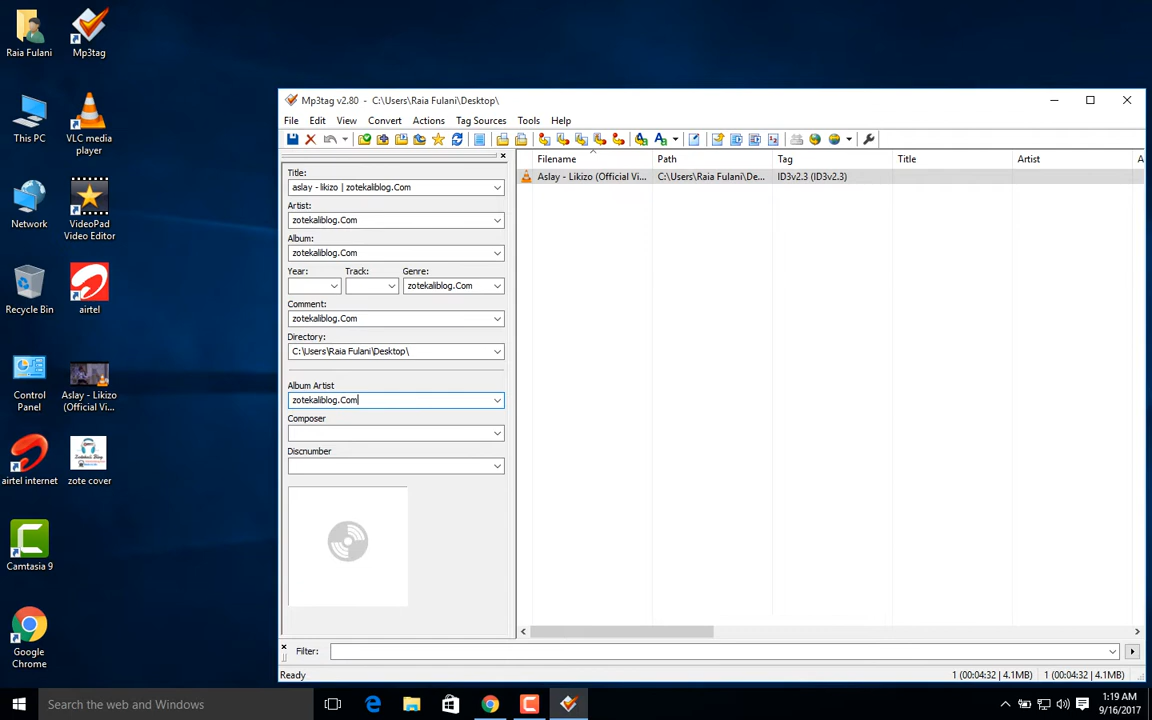 Raia Fulani
Mp3tag
This PC
VLC media
player
Network
VideoPad
Video Editor
Recycle Bin
airtel
Control
Panel
Aslay - Likizo
(Official Vi...
airtel internet
zote cover
Camtasia 9
Google
Chrome
Mp3tag v2.80 - C:\Users\Raia Fulani\Desktop\
File Edit View Convert Actions Tag Sources Tools Help
Title:
aslay - likizo | zotekaliblog.Com
Artist:
zotekaliblog.Com
Album:
zotekaliblog.Com
Year: Track: Genre:
zotekaliblog.Com
Comment:
zotekaliblog.Com
Directory:
C:\Users\Raia Fulani\Desktop\
Album Artist
zotekaliblog.Com
Composer
Discnumber
Filename Path Tag Title Artist A
Aslay - Likizo (Official Vi... C:\Users\Raia Fulani\De... ID3v2.3 (ID3v2.3)
Filter:
Ready 1 (00:04:32 | 4.1MB) 1 (00:04:32 | 4.1MB)
Search the web and Windows
1:19 AM
9/16/2017